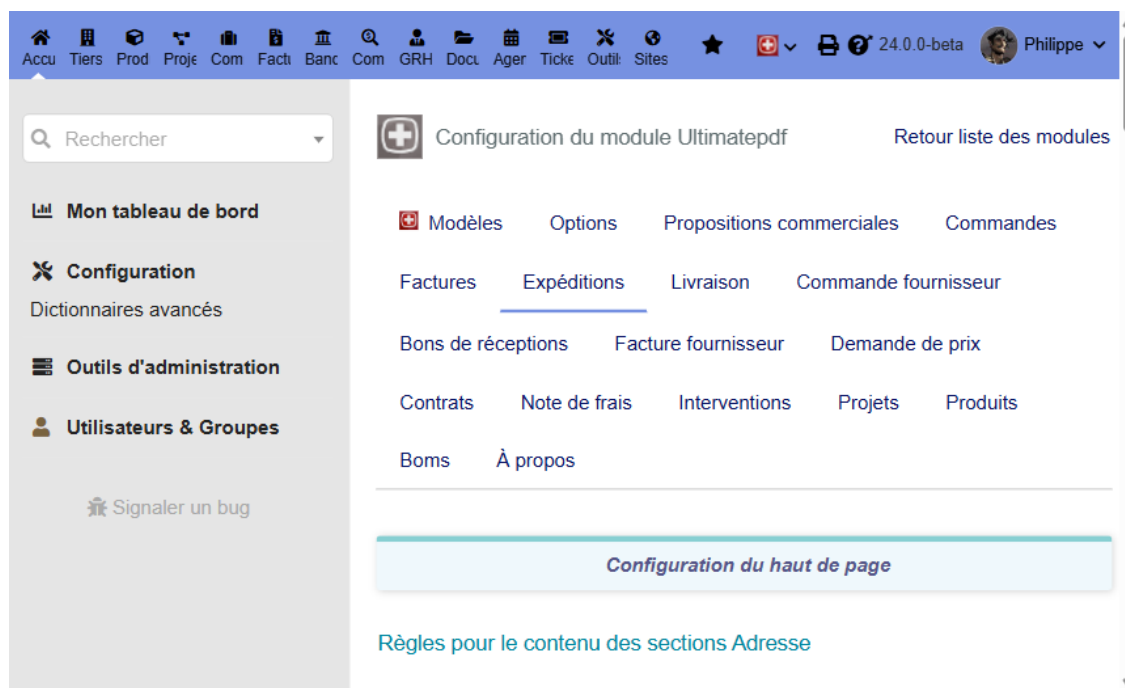 Accu Tiers Prod Proje Com Factu Banc Com GRH Docu Ager Ticke Outils Sites 24.0.0-beta Philippe
Rechercher
Configuration du module Ultimatepdf Retour liste des modules
Mon tableau de bord
Modèles Options Propositions commerciales Commandes
Configuration
Factures Expéditions Livraison Commande fournisseur
Dictionnaires avancés
Bons de réceptions Facture fournisseur Demande de prix
Outils d'administration
Contrats Note de frais Interventions Projets Produits
Utilisateurs & Groupes
Boms À propos
Signaler un bug
Configuration du haut de page
Règles pour le contenu des sections Adresse